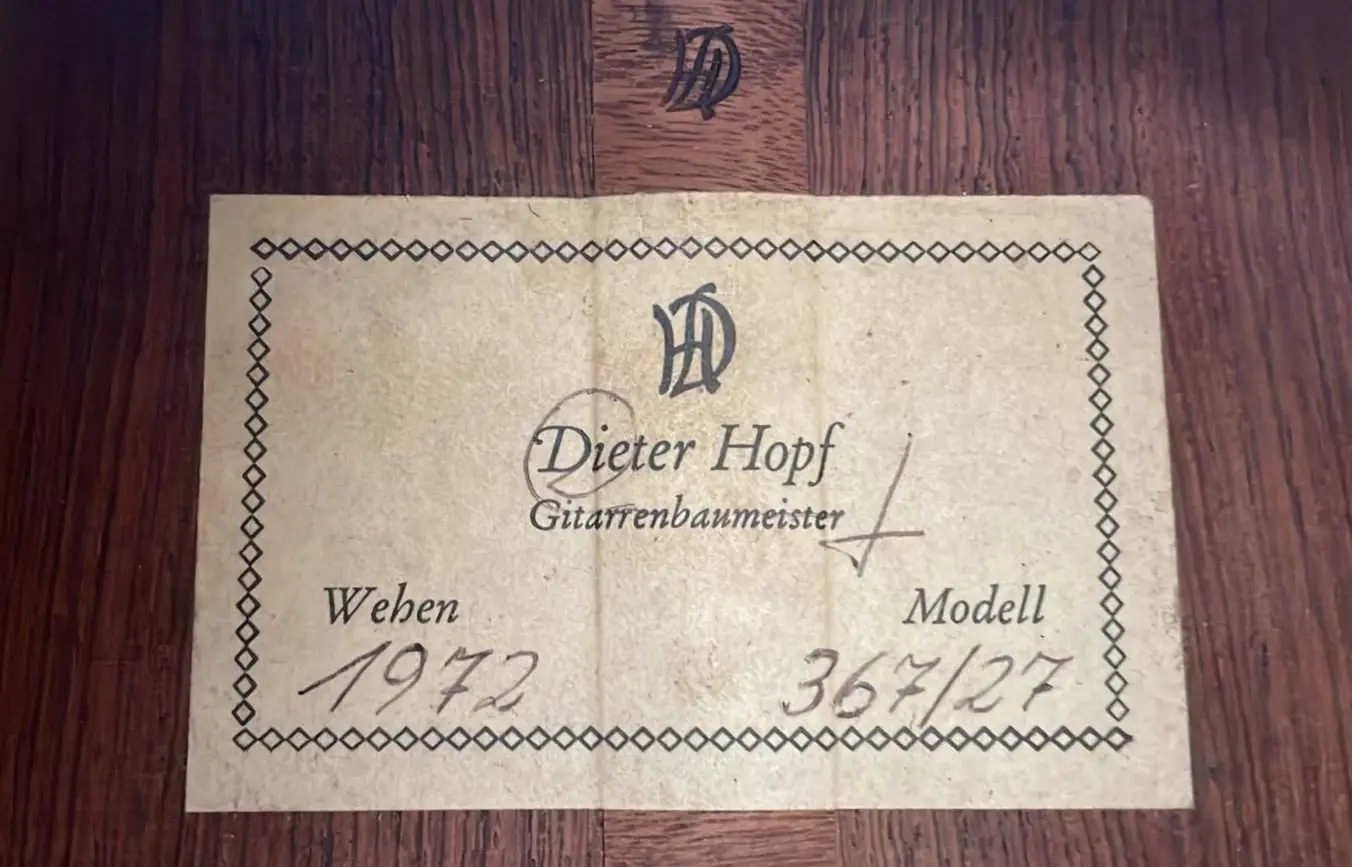 Dieter Hopf
Gitarrenbaumeister
Wehen Modell
1972 367/27